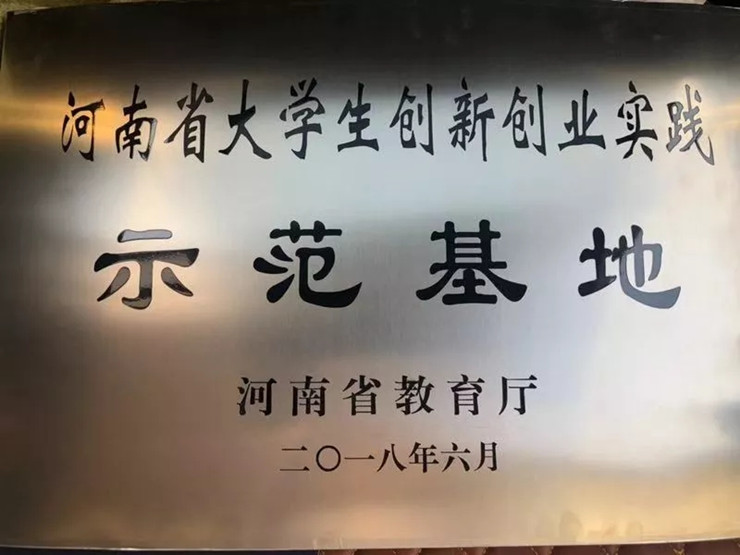 河南省大学生创新创业实践
示范基地
河南省教育厅
二〇一八年六月